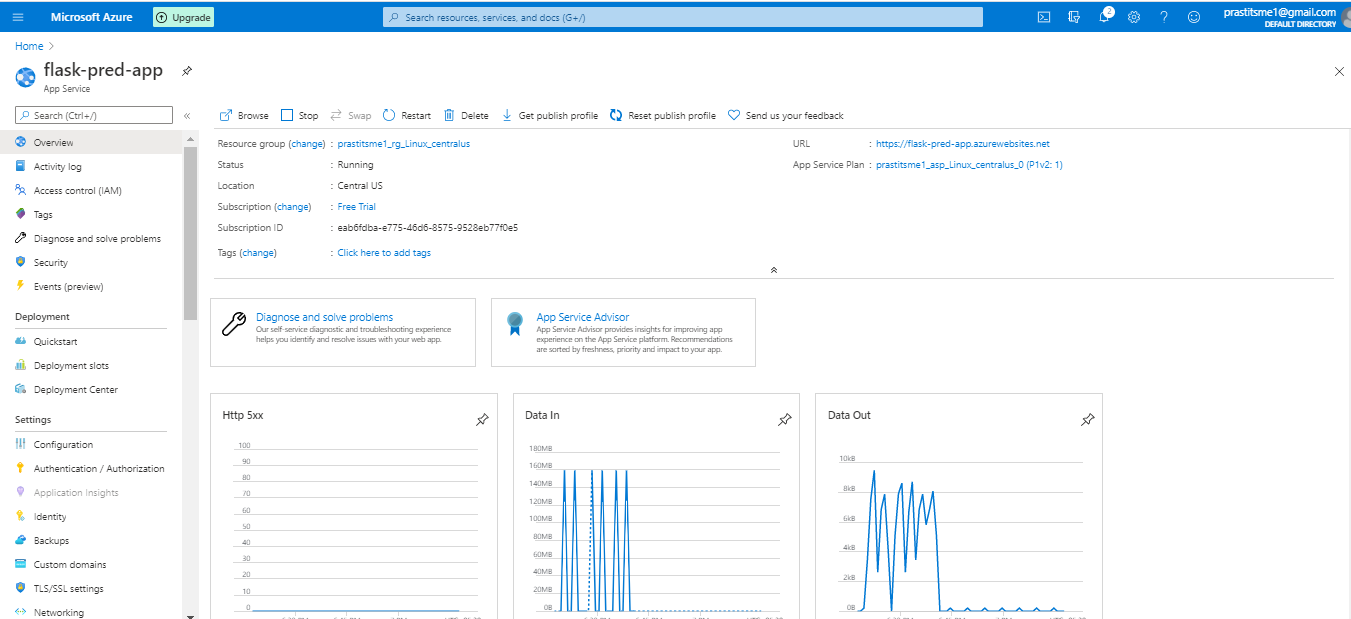 Microsoft Azure
Upgrade
Search resources, services, and docs (G+/)
2
prastitsme1@gmail.com
DEFAULT DIRECTORY
Home
flask-pred-app
App Service
Search (Ctrl+/)
«
Overview
Activity log
Access control (IAM)
Tags
Diagnose and solve problems
Security
Events (preview)
Deployment
Quickstart
Deployment slots
Deployment Center
Settings
Configuration
Authentication / Authorization
Application Insights
Identity
Backups
Custom domains
TLS/SSL settings
Networking
Browse Stop Swap Restart Delete Get publish profile Reset publish profile Send us your feedback
Resource group (change) : prastitsme1_rg_Linux_centralus
Status : Running
Location : Central US
Subscription (change) : Free Trial
Subscription ID : eab6fdba-e775-46d6-8575-9528eb77f0e5
Tags (change) : Click here to add tags
URL : https://flask-pred-app.azurewebsites.net
App Service Plan : prastitsme1_asp_Linux_centralus_0 (P1v2: 1)
Diagnose and solve problems
Our self-service diagnostic and troubleshooting experience
helps you identify and resolve issues with your web app.
App Service Advisor
App Service Advisor provides insights for improving app
experience on the App Service platform. Recommendations
are sorted by freshness, priority and impact to your app.
Http 5xx
100
90
80
70
60
50
40
30
20
10
0
Data In
180MB
160MB
140MB
120MB
100MB
80MB
60MB
40MB
20MB
0B
Data Out
10kB
8kB
6kB
4kB
2kB
0B